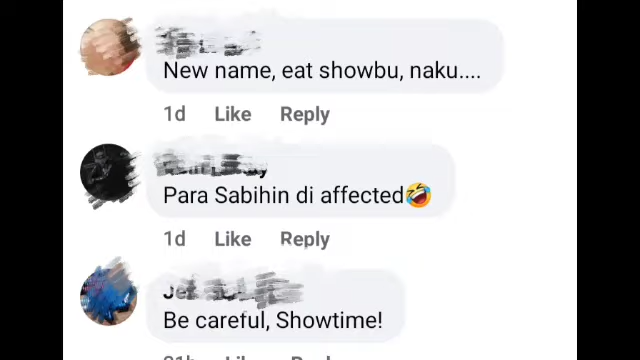 New name, eat showbu, naku....
1d Like Reply
Para Sabihin di affected🤣
1d Like Reply
Be careful, Showtime!